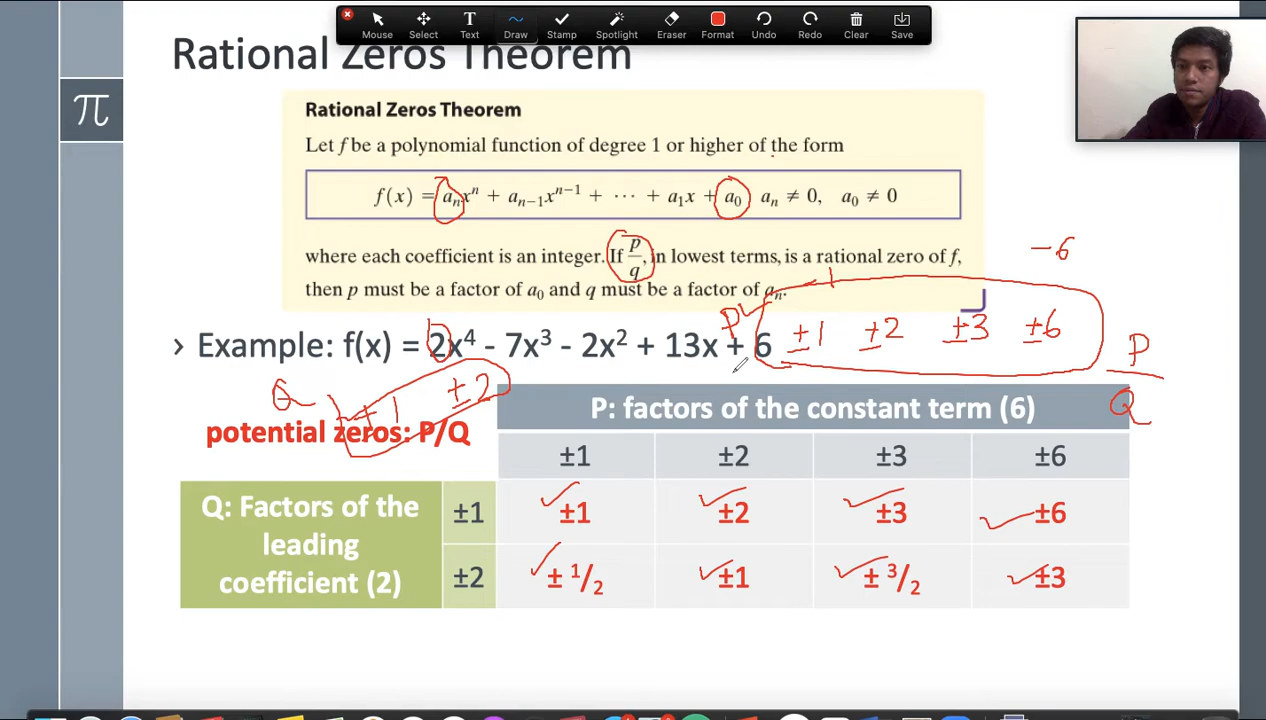 Mouse Select Text Draw Stamp Spotlight Eraser Format Undo Redo Clear Save
Rational Zeros Theorem
π
Rational Zeros Theorem
Let f be a polynomial function of degree 1 or higher of the form
f(x) = aₙxⁿ + aₙ₋₁xⁿ⁻¹ + ⋯ + a₁x + a₀ aₙ ≠ 0, a₀ ≠ 0
where each coefficient is an integer. If p/q, in lowest terms, is a rational zero of f,
then p must be a factor of a₀ and q must be a factor of aₙ.
-6
-1
› Example: f(x) = 2x⁴ - 7x³ - 2x² + 13x + 6
P ±1 ±2 ±3 ±6
P
Q
Q ±1 ±2
potential zeros: P/Q
P: factors of the constant term (6)
±1 ±2 ±3 ±6
Q: Factors of the
leading
coefficient (2)
±1 ±1 ±2 ±3 ±6
±2 ± ¹/₂ ±1 ± ³/₂ ±3